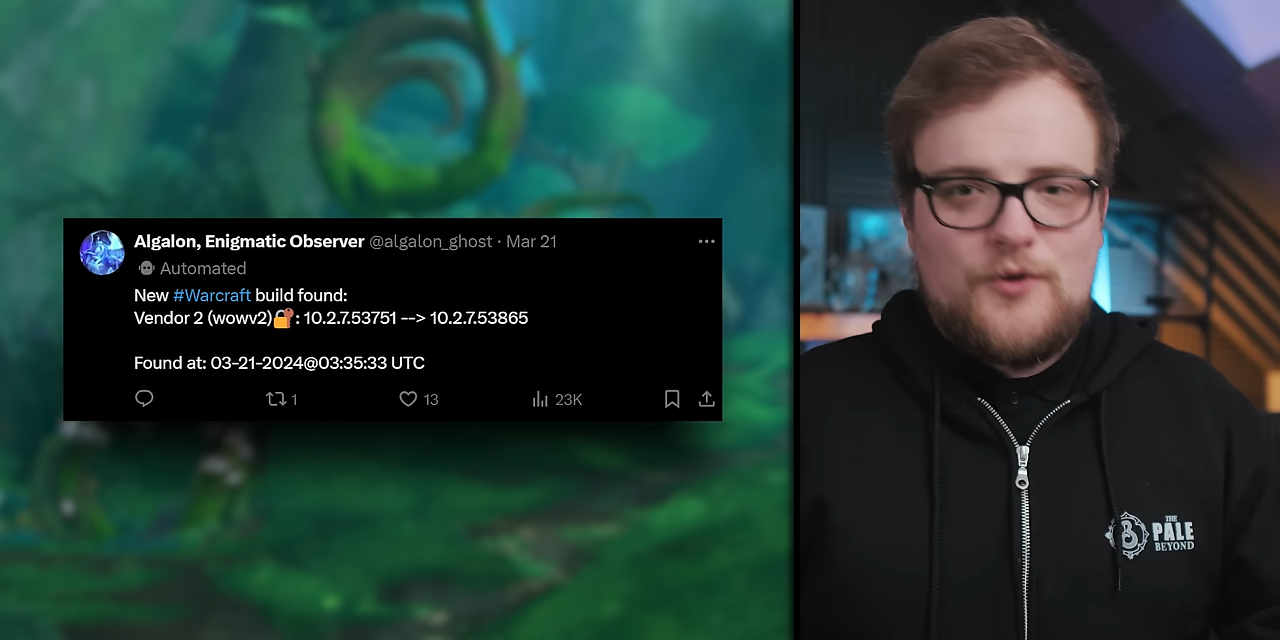 Algalon, Enigmatic Observer @algalon_ghost · Mar 21
Automated
New #Warcraft build found:
Vendor 2 (wowv2)🔐: 10.2.7.53751 --> 10.2.7.53865
Found at: 03-21-2024@03:35:33 UTC
1 13 23K
THE
PALE
BEYOND